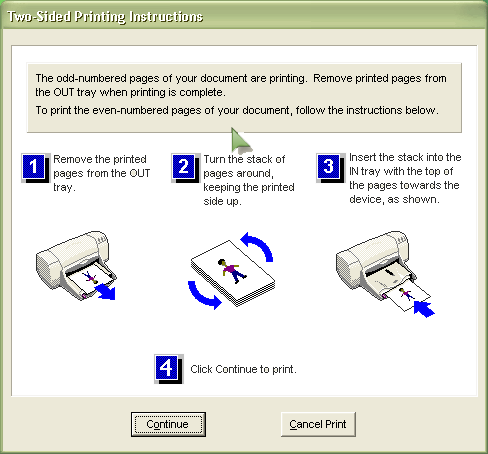 Two-Sided Printing Instructions
The odd-numbered pages of your document are printing. Remove printed pages from
the OUT tray when printing is complete.
To print the even-numbered pages of your document, follow the instructions below.
1
Remove the printed
pages from the OUT
tray.
2
Turn the stack of
pages around,
keeping the printed
side up.
3
Insert the stack into the
IN tray with the top of
the pages towards the
device, as shown.
4
Click Continue to print.
Continue
Cancel Print